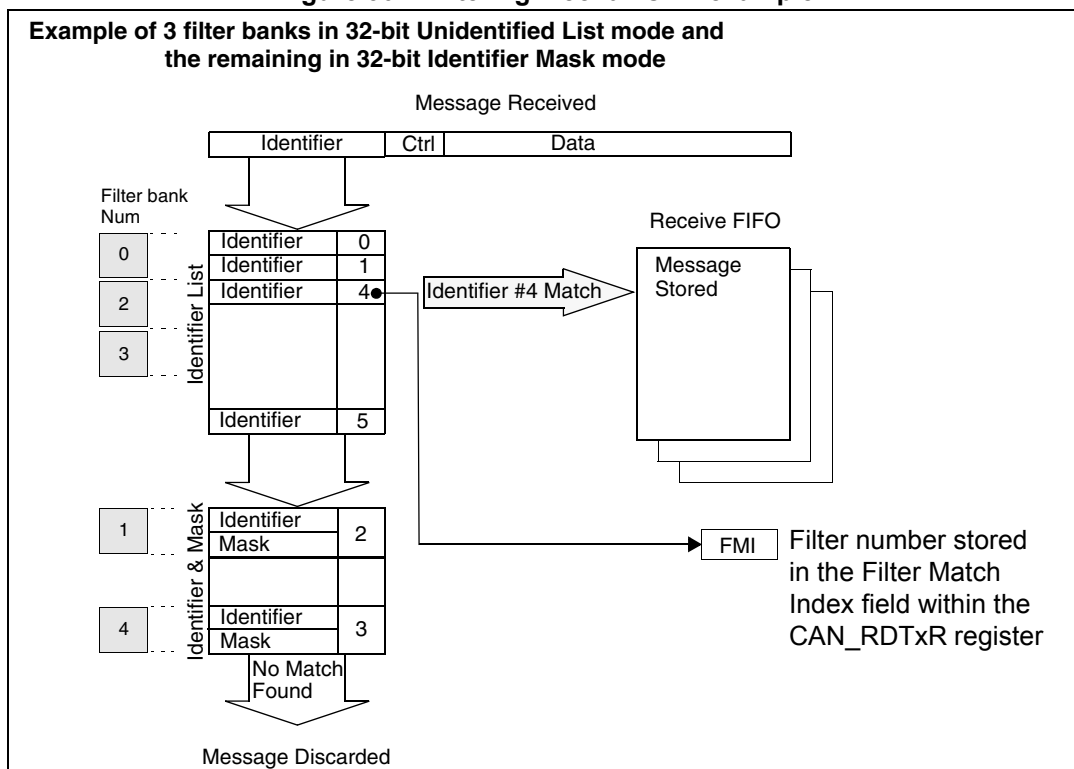 Example of 3 filter banks in 32-bit Unidentified List mode and
the remaining in 32-bit Identifier Mask mode
Message Received
Identifier Ctrl Data
Filter bank
Num
Receive FIFO
0
2
3
Identifier List
Identifier 0
Identifier 1
Identifier 4
Identifier 5
Identifier #4 Match
Message
Stored
1
4
Identifier & Mask
Identifier
Mask
2
Identifier
Mask
3
FMI
Filter number stored
in the Filter Match
Index field within the
CAN_RDTxR register
No Match
Found
Message Discarded